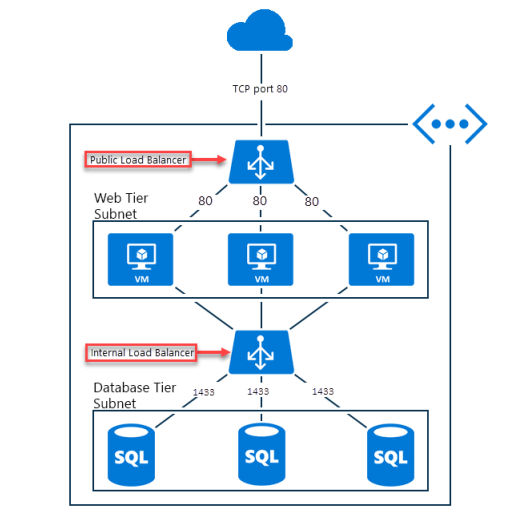 TCP port 80
Public Load Balancer
80 80 80
Web Tier
Subnet
VM VM VM
Internal Load Balancer
Database Tier
Subnet
1433 1433 1433
SQL SQL SQL